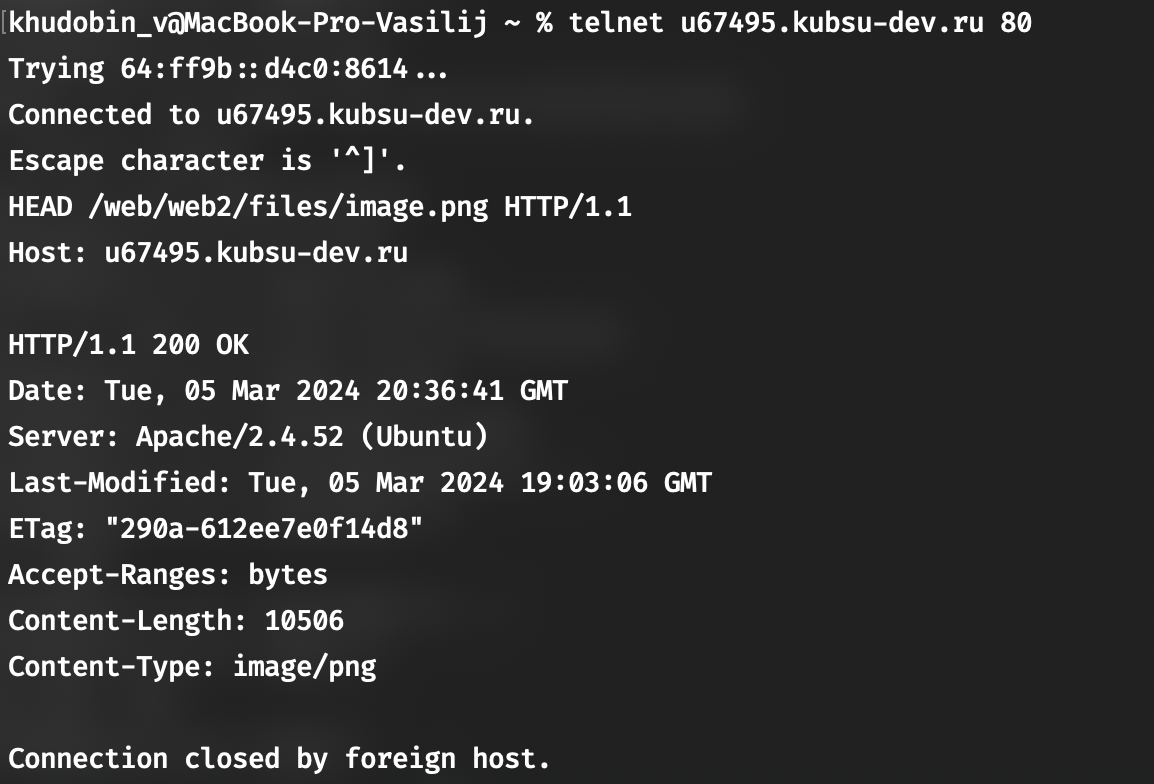 [khudobin_v@MacBook-Pro-Vasilij ~ % telnet u67495.kubsu-dev.ru 80
Trying 64:ff9b::d4c0:8614...
Connected to u67495.kubsu-dev.ru.
Escape character is '^]'.
HEAD /web/web2/files/image.png HTTP/1.1
Host: u67495.kubsu-dev.ru
HTTP/1.1 200 OK
Date: Tue, 05 Mar 2024 20:36:41 GMT
Server: Apache/2.4.52 (Ubuntu)
Last-Modified: Tue, 05 Mar 2024 19:03:06 GMT
ETag: "290a-612ee7e0f14d8"
Accept-Ranges: bytes
Content-Length: 10506
Content-Type: image/png
Connection closed by foreign host.